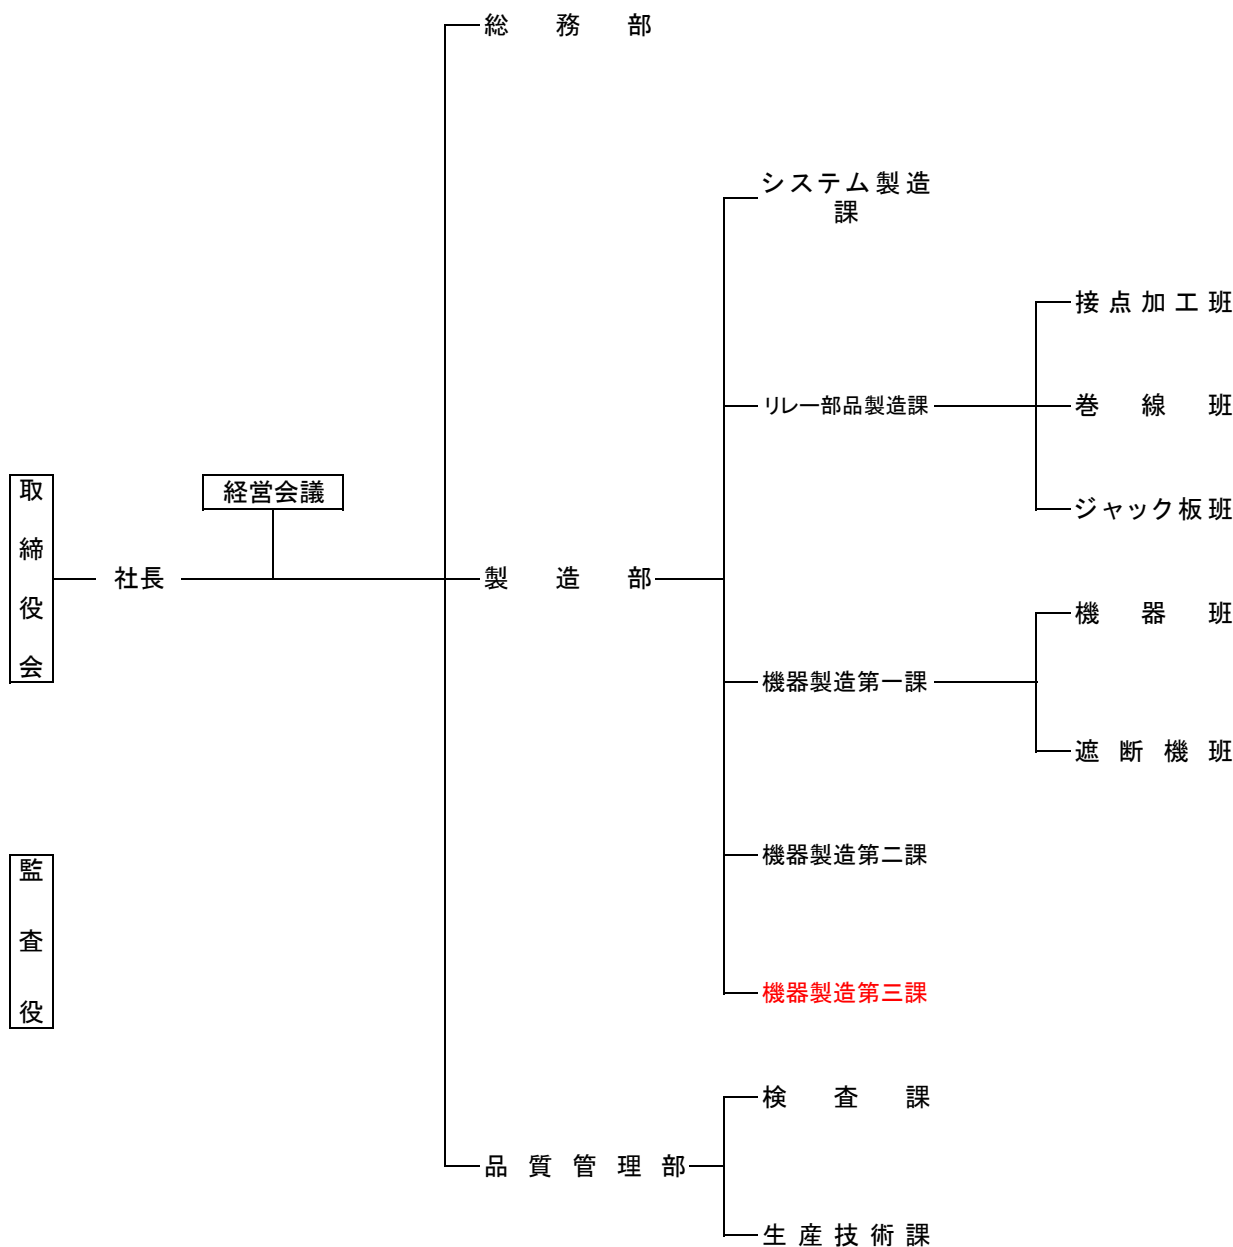 総務部
システム製造
課
接点加工班
リレー部品製造課
巻線班
ジャック板班
取締役会
経営会議
社長
製造部
機器班
機器製造第一課
遮断機班
機器製造第二課
監査役
機器製造第三課
検査課
品質管理部
生産技術課